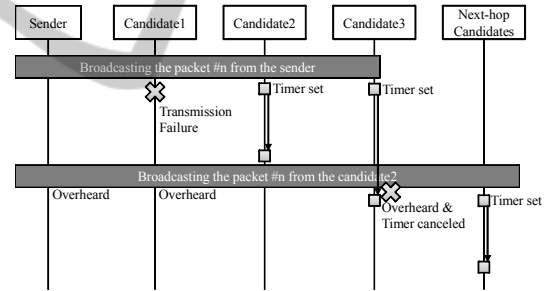 Sender
Candidate1
Candidate2
Candidate3
Next-hop
Candidates
Broadcasting the packet #n from the sender
Timer set
Timer set
Transmission
Failure
Broadcasting the packet #n from the candidate2
Overheard
Overheard
Overheard &
Timer canceled
Timer set